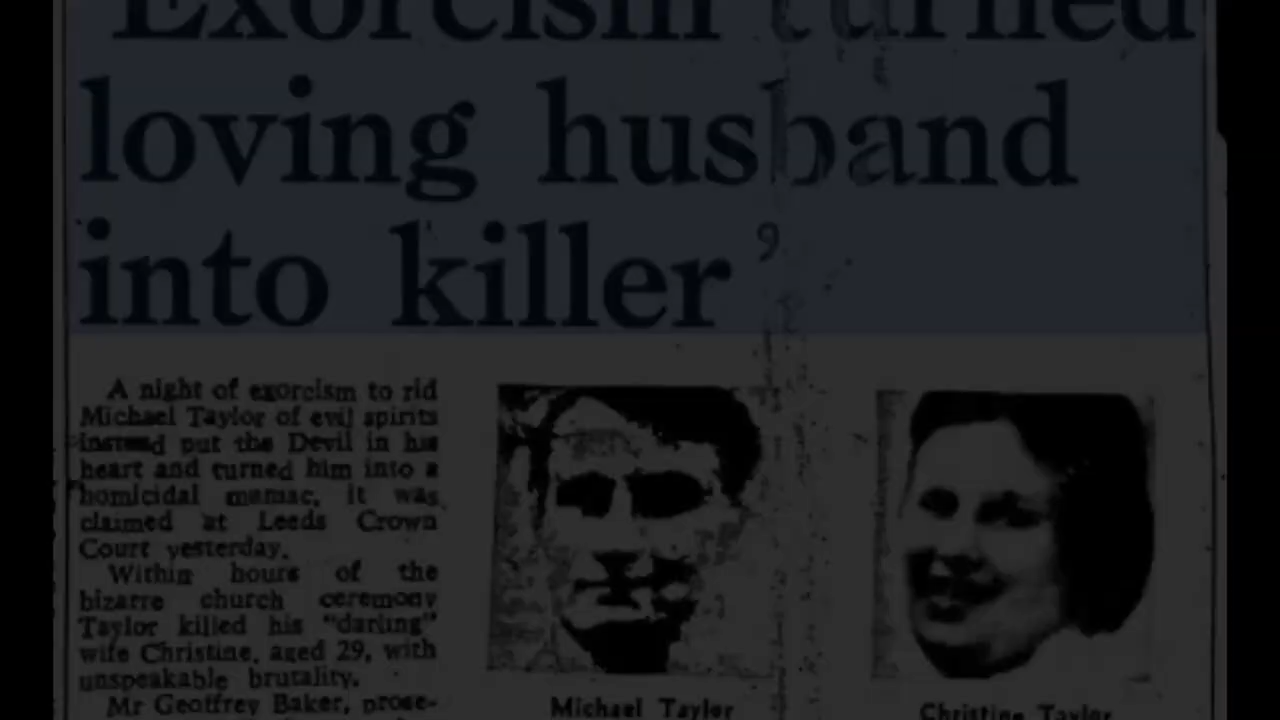 Exorcism turned
loving husband
into killer'
A night of exorcism to rid
Michael Taylor of evil spirits
instead put the Devil in his
heart and turned him into a
homicidal maniac, it was
claimed at Leeds Crown
Court yesterday.
Within hours of the
bizarre church ceremony
Taylor killed his "darling"
wife Christine, aged 29, with
unspeakable brutality.
Mr Geoffrey Baker, prose-
Michael Taylor
Christine Taylor